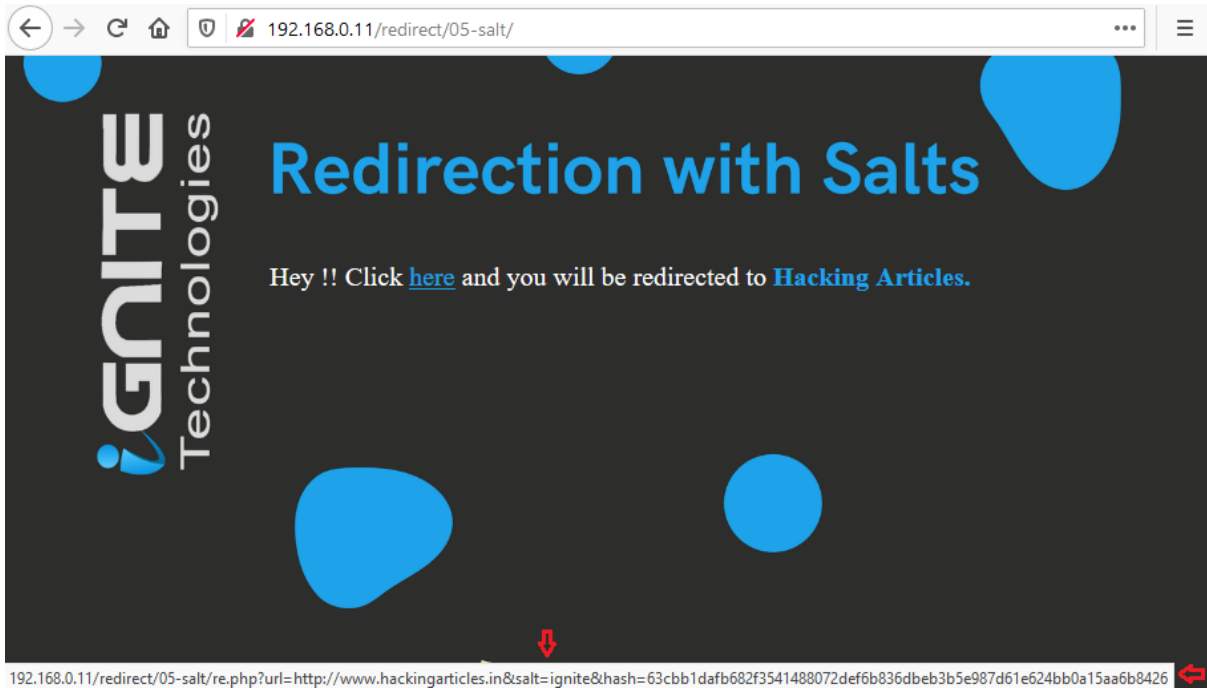 192.168.0.11/redirect/05-salt/
iGNITE
Technologies
Redirection with Salts
Hey !! Click here and you will be redirected to Hacking Articles.
192.168.0.11/redirect/05-salt/re.php?url=http://www.hackingarticles.in&salt=ignite&hash=63cbb1dafb682f3541488072def6b836dbeb3b5e987d61e624bb0a15aa6b8426